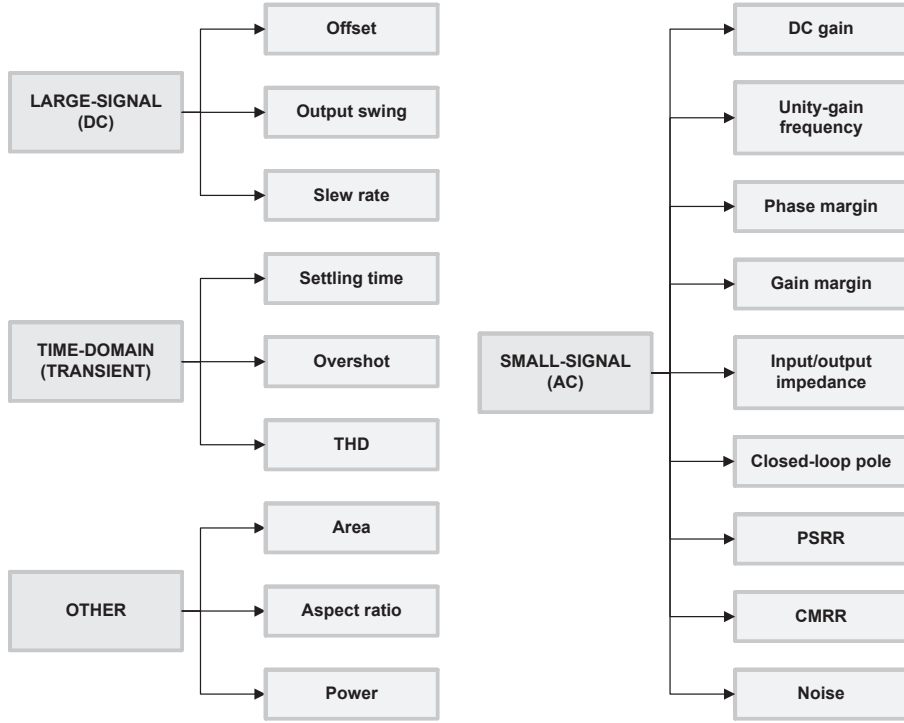 LARGE-SIGNAL
(DC)
Offset
Output swing
Slew rate
TIME-DOMAIN
(TRANSIENT)
Settling time
Overshot
THD
OTHER
Area
Aspect ratio
Power
SMALL-SIGNAL
(AC)
DC gain
Unity-gain
frequency
Phase margin
Gain margin
Input/output
impedance
Closed-loop pole
PSRR
CMRR
Noise